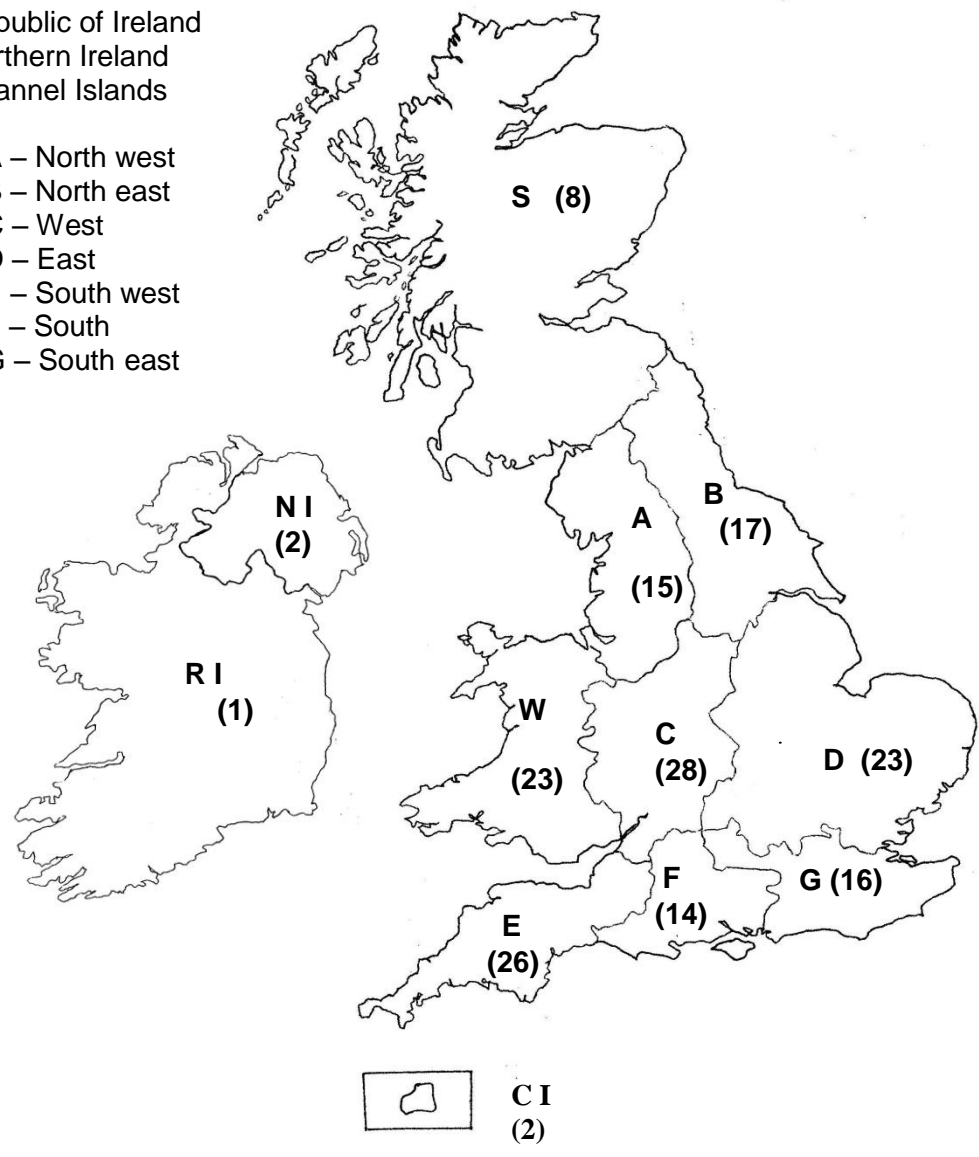 public of Ireland
rthern Ireland
annel Islands
– North west
– North east
– West
– East
– South west
– South
– South east
S (8)
N I
(2)
B
(17)
A
(15)
R I
(1)
W
(23)
C
(28)
D (23)
F
(14)
G (16)
E
(26)
C I
(2)